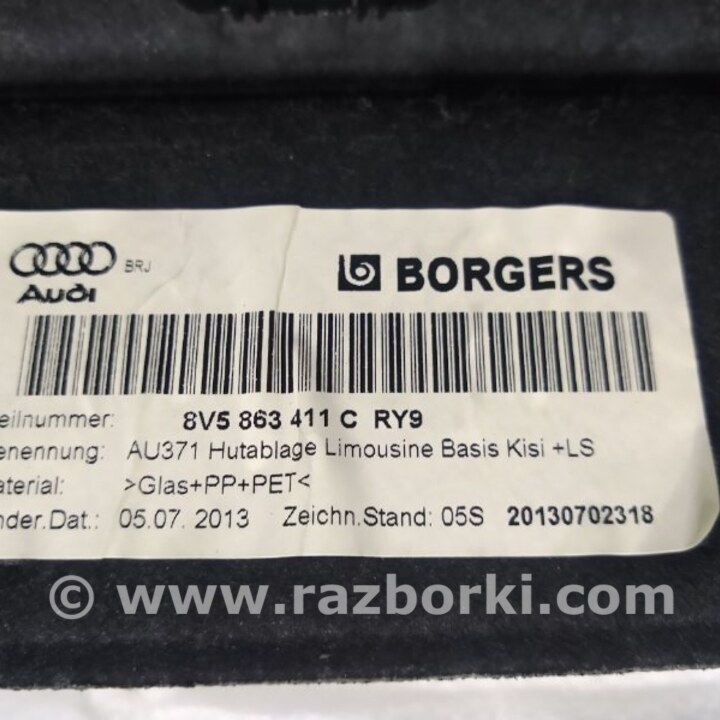 BRJ
Audi
BORGERS
eilnummer: 8V5 863 411 C RY9
enennung: AU371 Hutablage Limousine Basis Kisi +LS
aterial: >Glas+PP+PET<
nder.Dat.: 05.07. 2013 Zeichn.Stand: 05S 20130702318
© www.razborki.com